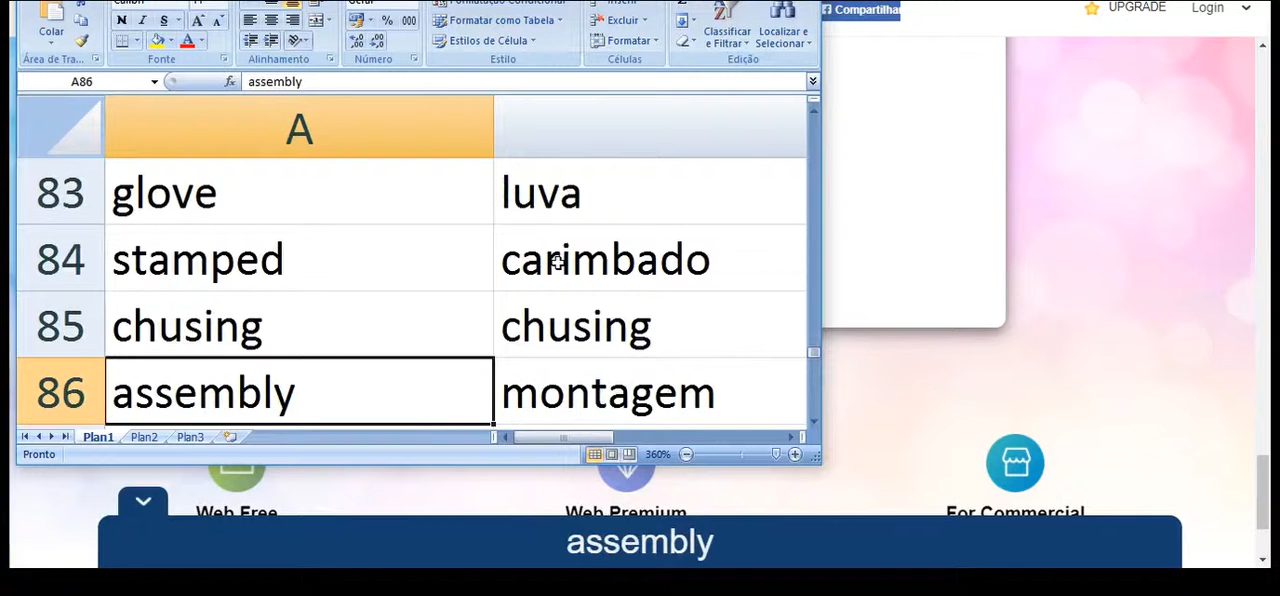 Compartilhar
UPGRADE
Login
Colar
N I S A A
% 000
Formatar como Tabela
Estilos de Célula
Excluir
Formatar
Classificar e Filtrar
Localizar e Selecionar
Área de Tra...
Fonte
Alinhamento
Número
Estilo
Células
Edição
A86 fx assembly
A
83 glove luva
84 stamped carimbado
85 chusing chusing
86 assembly montagem
Plan1 Plan2 Plan3
Pronto 360%
Web Free Web Premium For Commercial
assembly